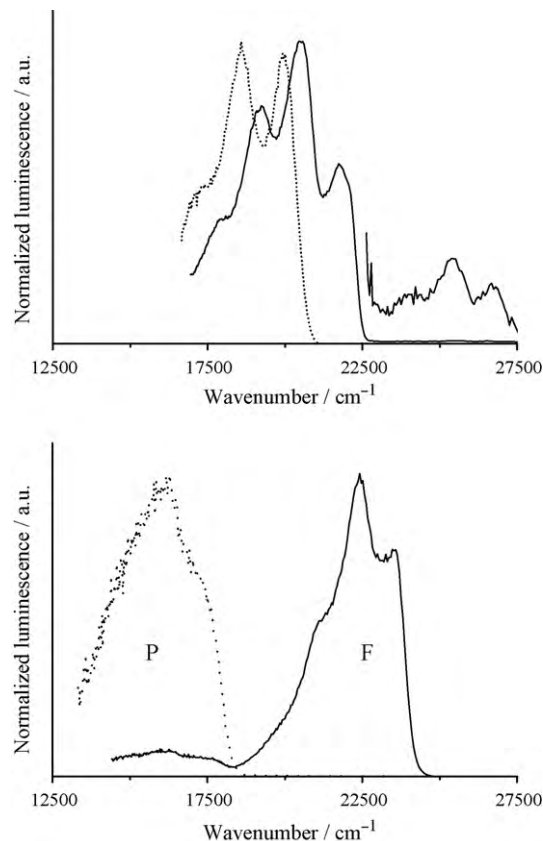 Normalized luminescence / a.u.
12500
17500
22500
27500
Wavenumber / cm⁻¹
Normalized luminescence / a.u.
P
F
12500
17500
22500
27500
Wavenumber / cm⁻¹